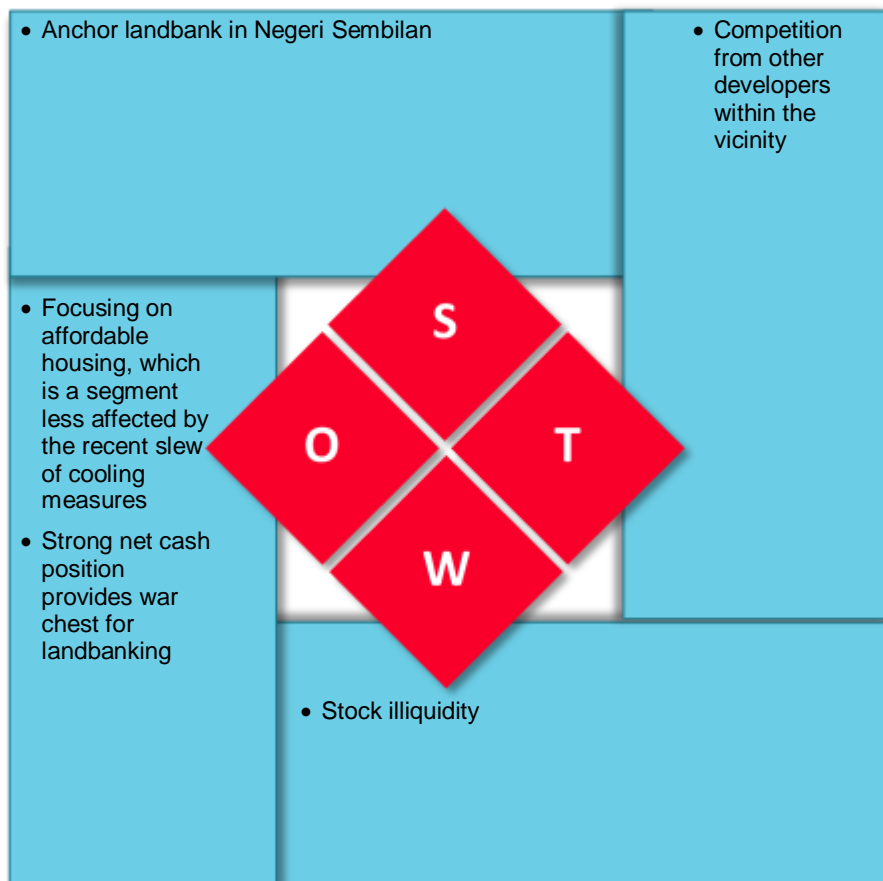 • Anchor landbank in Negeri Sembilan
• Competition
from other
developers
within the
vicinity
• Focusing on
affordable
housing, which
is a segment
less affected by
the recent slew
of cooling
measures
• Strong net cash
position
provides war
chest for
landbanking
S
O
T
W
• Stock illiquidity